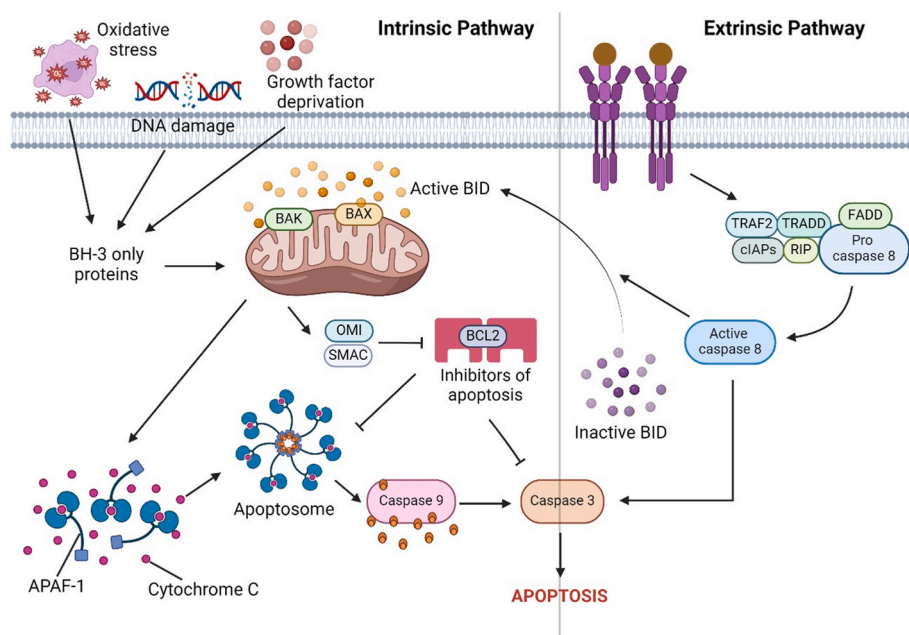 Intrinsic Pathway
Extrinsic Pathway
Oxidative
stress
DNA damage
Growth factor
deprivation
Active BID
BAK
BAX
BH-3 only
proteins
TRAF2
TRADD
FADD
cIAPs
RIP
Pro
caspase 8
OMI
SMAC
BCL2
Inhibitors of
apoptosis
Active
caspase 8
Inactive BID
Apoptosome
Caspase 9
Caspase 3
APAF-1
Cytochrome C
APOPTOSIS